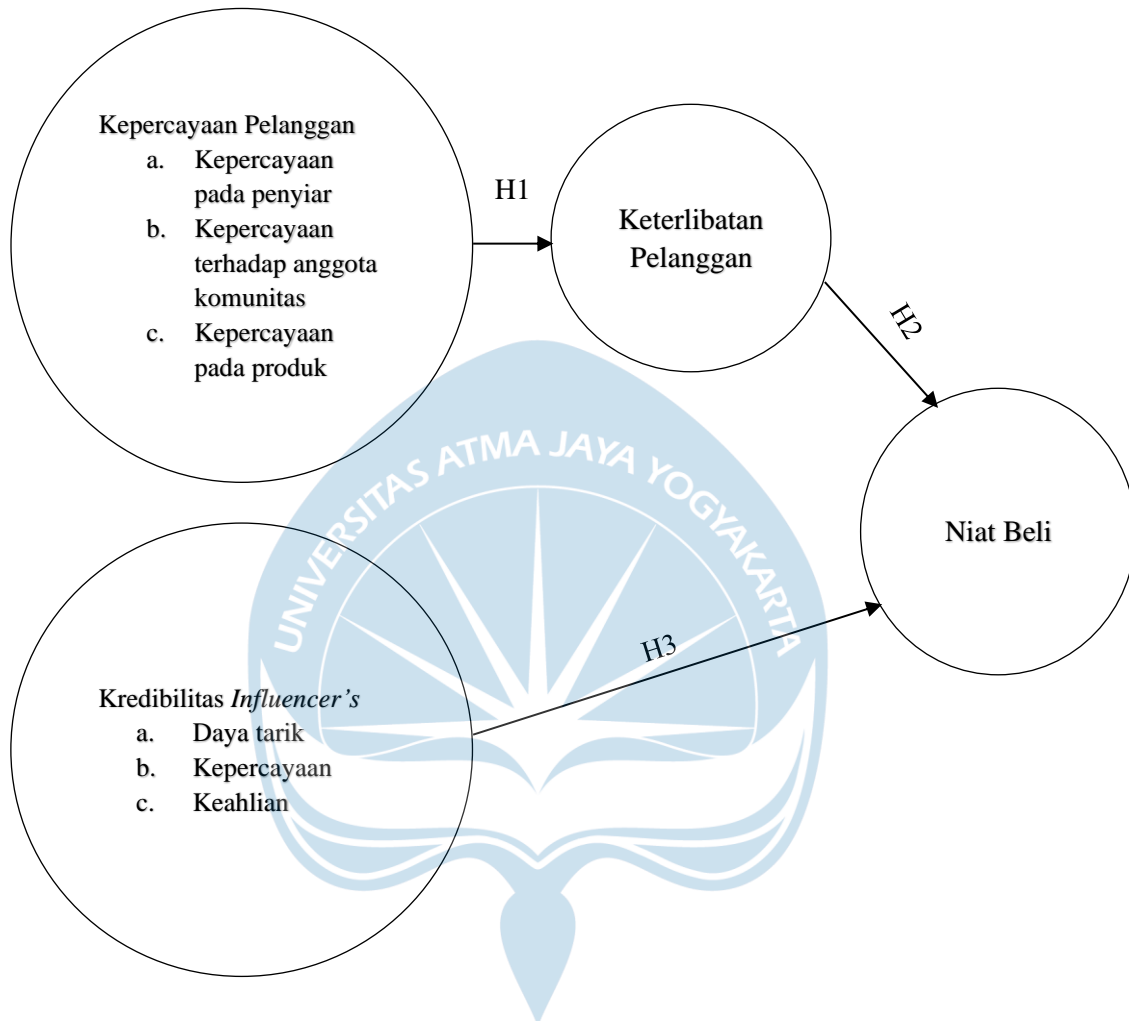 Kepercayaan Pelanggan
a. Kepercayaan
pada penyiar
b. Kepercayaan
terhadap anggota
komunitas
c. Kepercayaan
pada produk
H1
Keterlibatan
Pelanggan
H2
Niat Beli
UNIVERSITAS ATMA JAYA YOGYAKARTA
H3
Kredibilitas Influencer’s
a. Daya tarik
b. Kepercayaan
c. Keahlian